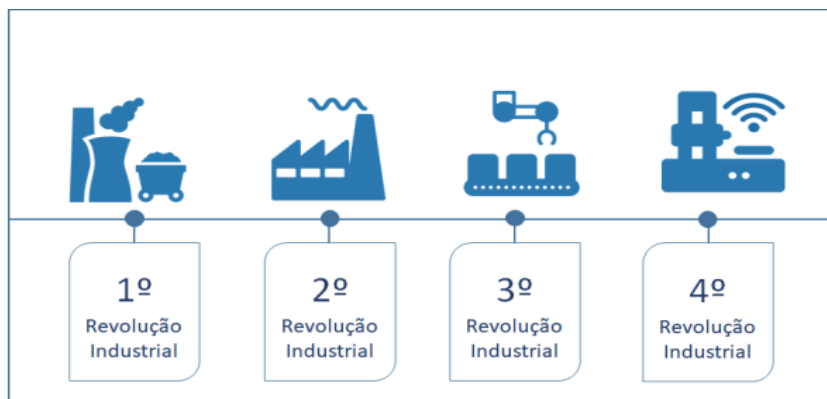 1º
Revolução
Industrial
2º
Revolução
Industrial
3º
Revolução
Industrial
4º
Revolução
Industrial